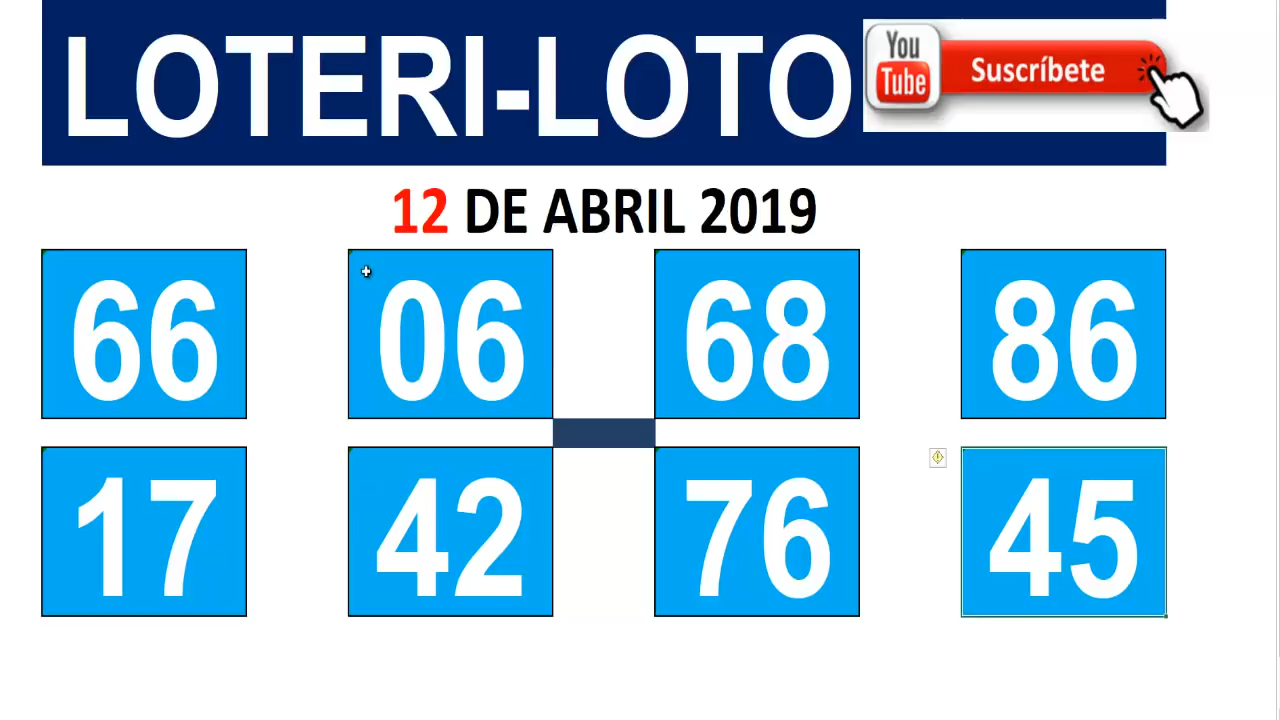 LOTERI-LOTO
You
Tube
Suscríbete
12 DE ABRIL 2019
66 06 68 86
17 42 76 45